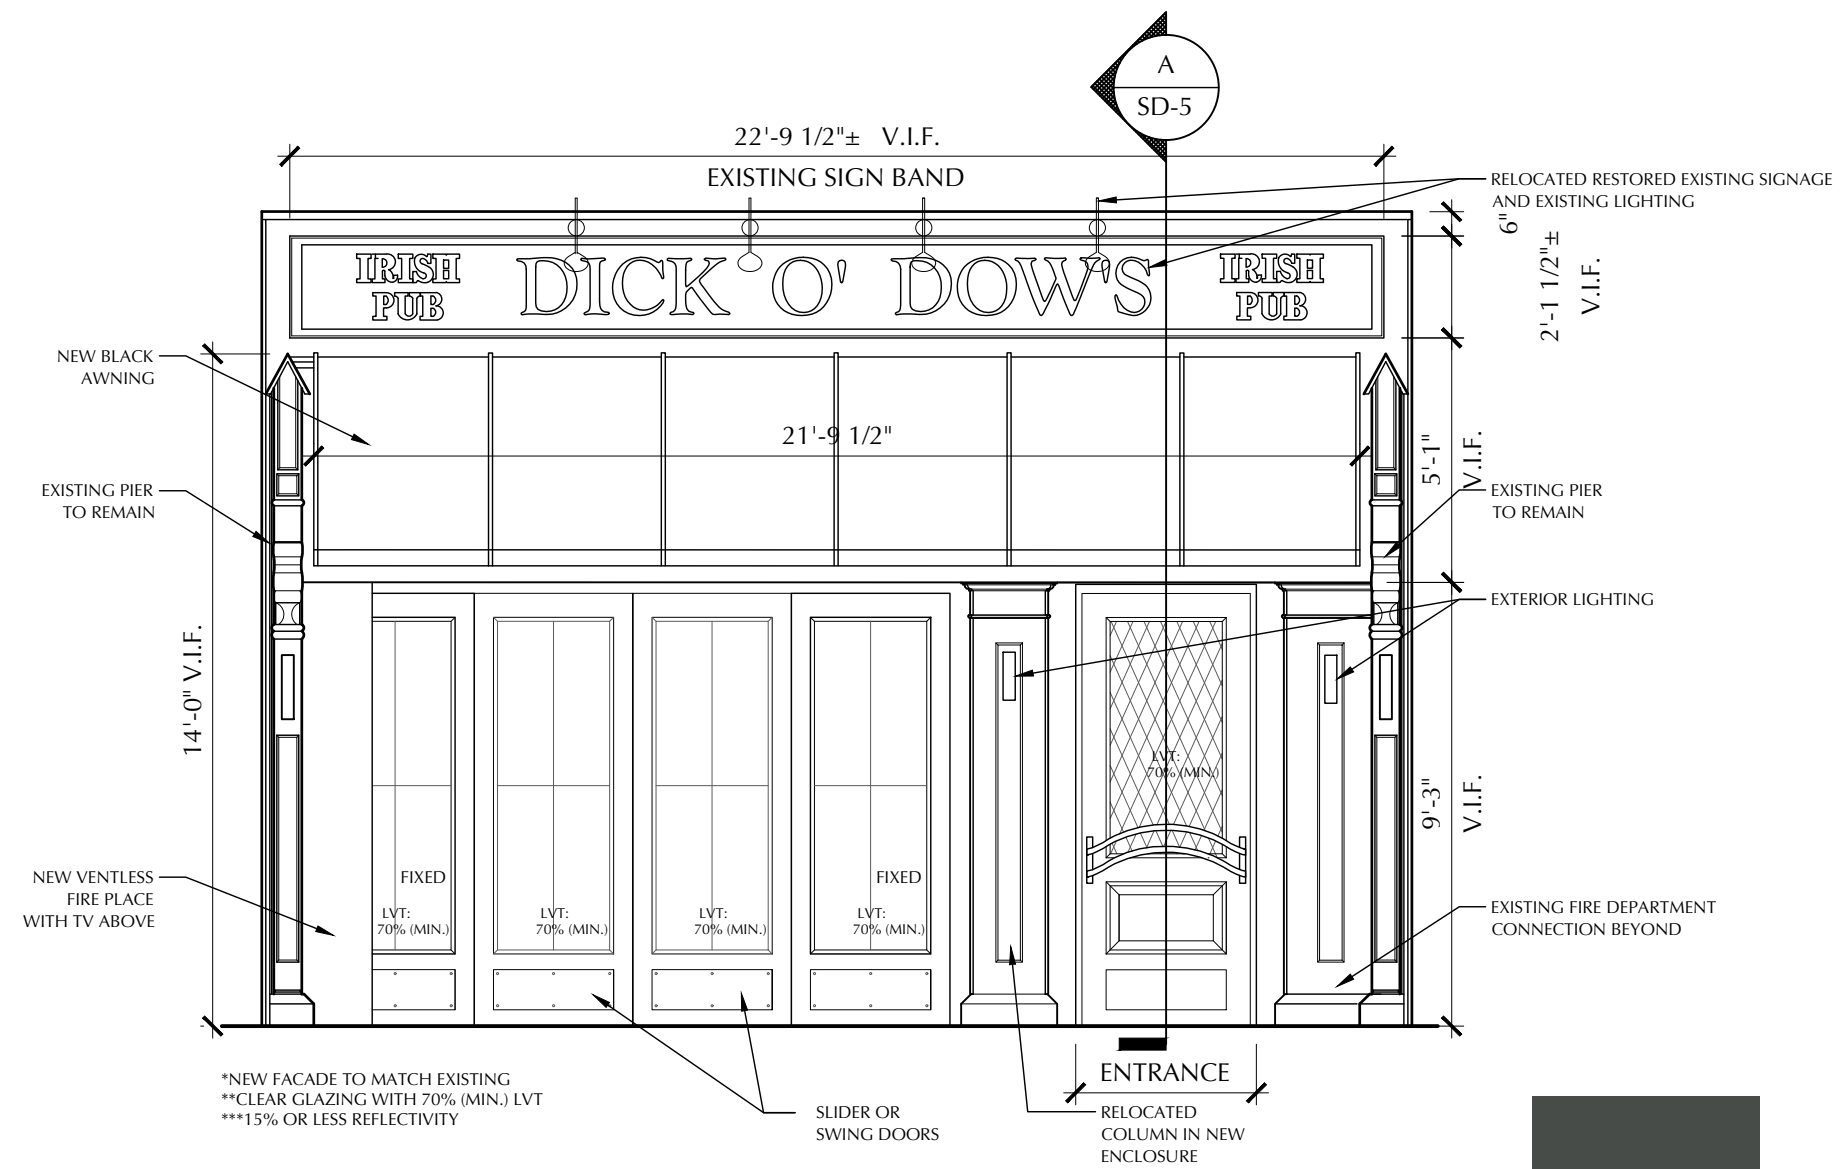 A
SD-5
22'-9 1/2"± V.I.F.
EXISTING SIGN BAND
RELOCATED RESTORED EXISTING SIGNAGE
AND EXISTING LIGHTING
6"
2'-1 1/2"±
V.I.F.
IRISH
PUB
DICK O' DOW'S
IRISH
PUB
NEW BLACK
AWNING
21'-9 1/2"
5'-1"
V.I.F.
EXISTING PIER
TO REMAIN
EXISTING PIER
TO REMAIN
EXTERIOR LIGHTING
14'-0" V.I.F.
LVT:
70% (MIN.)
9'-3"
V.I.F.
NEW VENTLESS
FIRE PLACE
WITH TV ABOVE
FIXED
LVT:
70% (MIN.)
LVT:
70% (MIN.)
LVT:
70% (MIN.)
FIXED
LVT:
70% (MIN.)
EXISTING FIRE DEPARTMENT
CONNECTION BEYOND
ENTRANCE
*NEW FACADE TO MATCH EXISTING
**CLEAR GLAZING WITH 70% (MIN.) LVT
***15% OR LESS REFLECTIVITY
SLIDER OR
SWING DOORS
RELOCATED
COLUMN IN NEW
ENCLOSURE